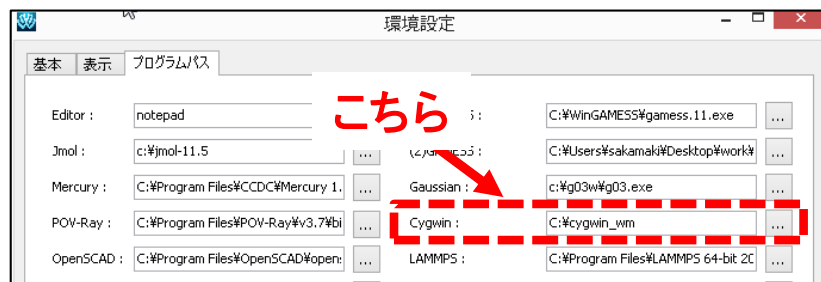 環境設定
基本 表示 プログラムパス
こちら
Editor : notepad C:¥WinGAMESS¥gamess.11.exe ...
Jmol : c:¥jmol-11.5 ... C:¥Users¥sakamaki¥Desktop¥work¥ ...
Mercury : C:¥Program Files¥CCDC¥Mercury 1. ... Gaussian : c:¥g03w¥g03.exe ...
POV-Ray : C:¥Program Files¥POV-Ray¥v3.7¥bi ... Cygwin : C:¥cygwin_wm ...
OpenSCAD : C:¥Program Files¥OpenSCAD¥open: ... LAMMPS : C:¥Program Files¥LAMMPS 64-bit 20 ...